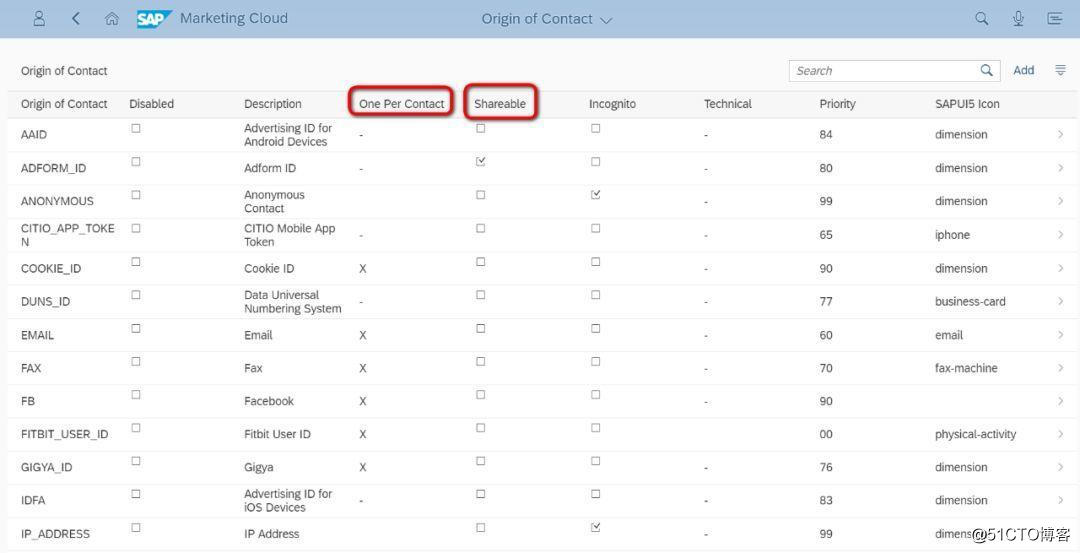 SAP Marketing Cloud Origin of Contact
Origin of Contact Search Add
Origin of Contact Disabled Description One Per Contact Shareable Incognito Technical Priority SAPUI5 Icon
AAID Advertising ID for Android Devices - - 84 dimension
ADFORM_ID Adform ID - - 80 dimension
ANONYMOUS Anonymous Contact - - 99 dimension
CITIO_APP_TOKEN CITIO Mobile App Token - - 65 iphone
COOKIE_ID Cookie ID X - 90 dimension
DUNS_ID Data Universal Numbering System - - 77 business-card
EMAIL Email X - 60 email
FAX Fax X - 70 fax-machine
FB Facebook X - 90
FITBIT_USER_ID Fitbit User ID X 00 physical-activity
GIGYA_ID Gigya X - 76 dimension
IDFA Advertising ID for iOS Devices - - 83 dimension
IP_ADDRESS IP Address - 99 dimension
@51CTO博客